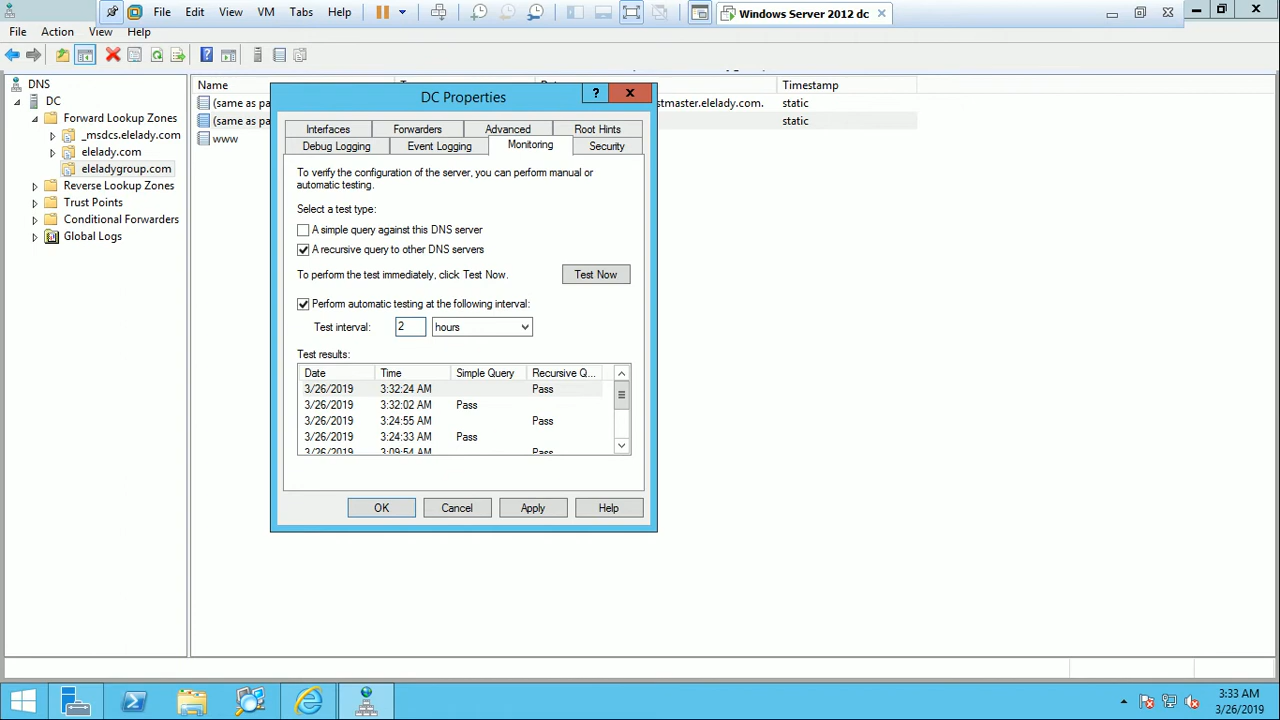 File Edit View VM Tabs Help Windows Server 2012 dc
File Action View Help
DNS
DC
Forward Lookup Zones
_msdcs.elelady.com
elelady.com
eleladygroup.com
Reverse Lookup Zones
Trust Points
Conditional Forwarders
Global Logs
Name Timestamp
(same as pa stmaster.elelady.com. static
(same as pa static
www
DC Properties
Interfaces Forwarders Advanced Root Hints
Debug Logging Event Logging Monitoring Security
To verify the configuration of the server, you can perform manual or
automatic testing.
Select a test type:
A simple query against this DNS server
A recursive query to other DNS servers
To perform the test immediately, click Test Now. Test Now
Perform automatic testing at the following interval:
Test interval: 2 hours
Test results:
Date Time Simple Query Recursive Q...
3/26/2019 3:32:24 AM Pass
3/26/2019 3:32:02 AM Pass
3/26/2019 3:24:55 AM Pass
3/26/2019 3:24:33 AM Pass
3/26/2019 3:09:54 AM Pass
OK Cancel Apply Help
3:33 AM
3/26/2019